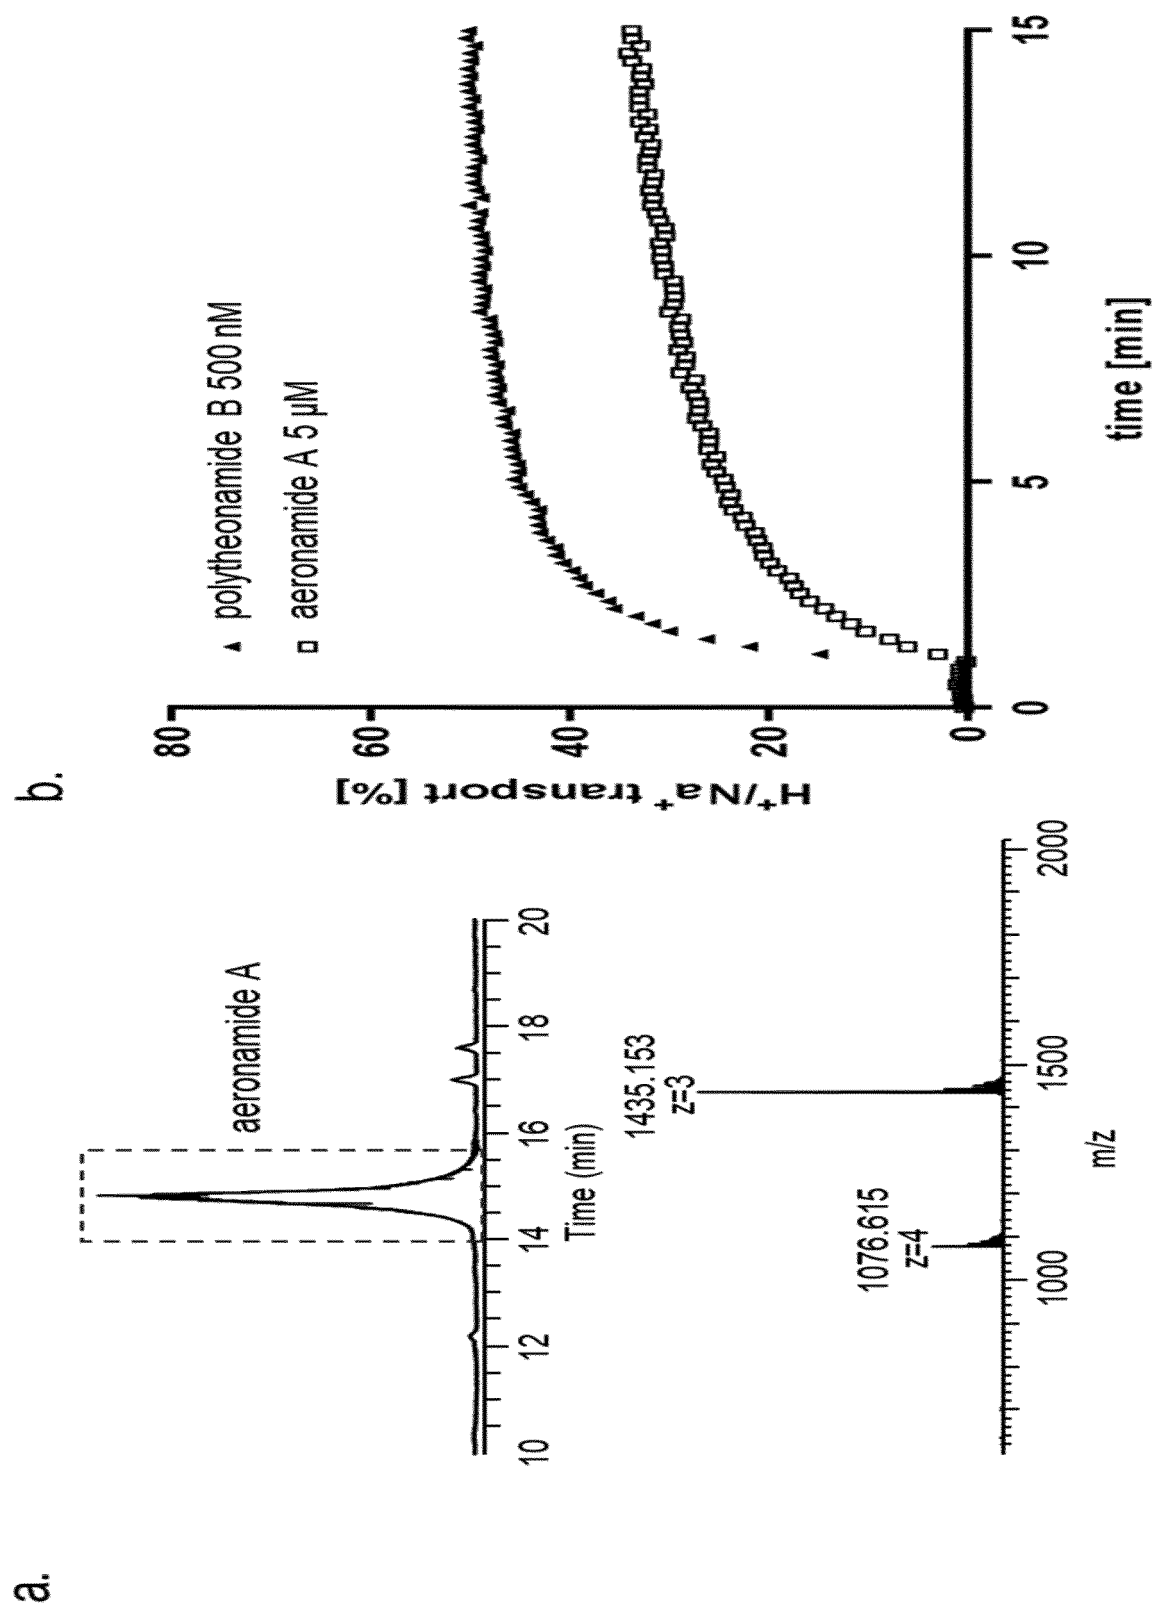 a.
aeronamide A
10 12 14 16 18 20
Time (min)
1435.153
z=3
1076.615
z=4
1000 1500 2000
m/z
b.
H⁺/Na⁺ transport [%]
80
60
40
20
0
polytheonamide B 500 nM
aeronamide A 5 µM
0 5 10 15
time [min]